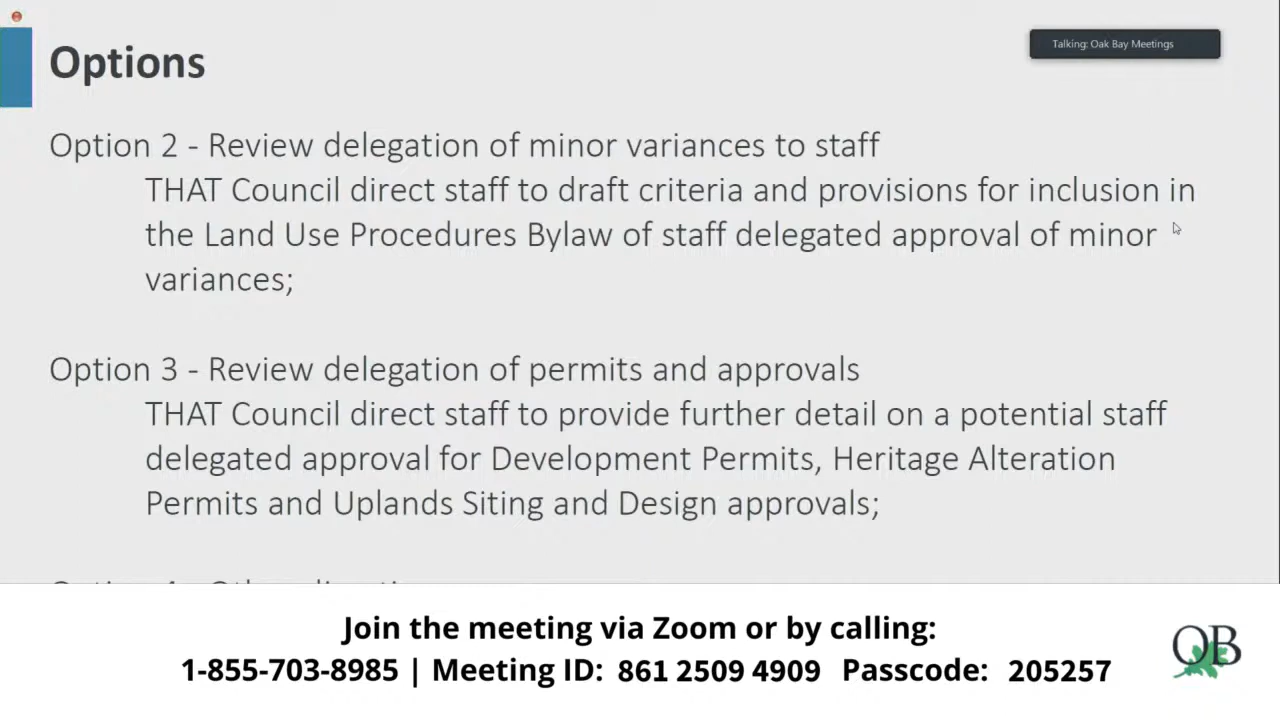 Options
Talking: Oak Bay Meetings
Option 2 - Review delegation of minor variances to staff
THAT Council direct staff to draft criteria and provisions for inclusion in
the Land Use Procedures Bylaw of staff delegated approval of minor
variances;
Option 3 - Review delegation of permits and approvals
THAT Council direct staff to provide further detail on a potential staff
delegated approval for Development Permits, Heritage Alteration
Permits and Uplands Siting and Design approvals;
Join the meeting via Zoom or by calling:
1-855-703-8985 | Meeting ID: 861 2509 4909 Passcode: 205257
OB